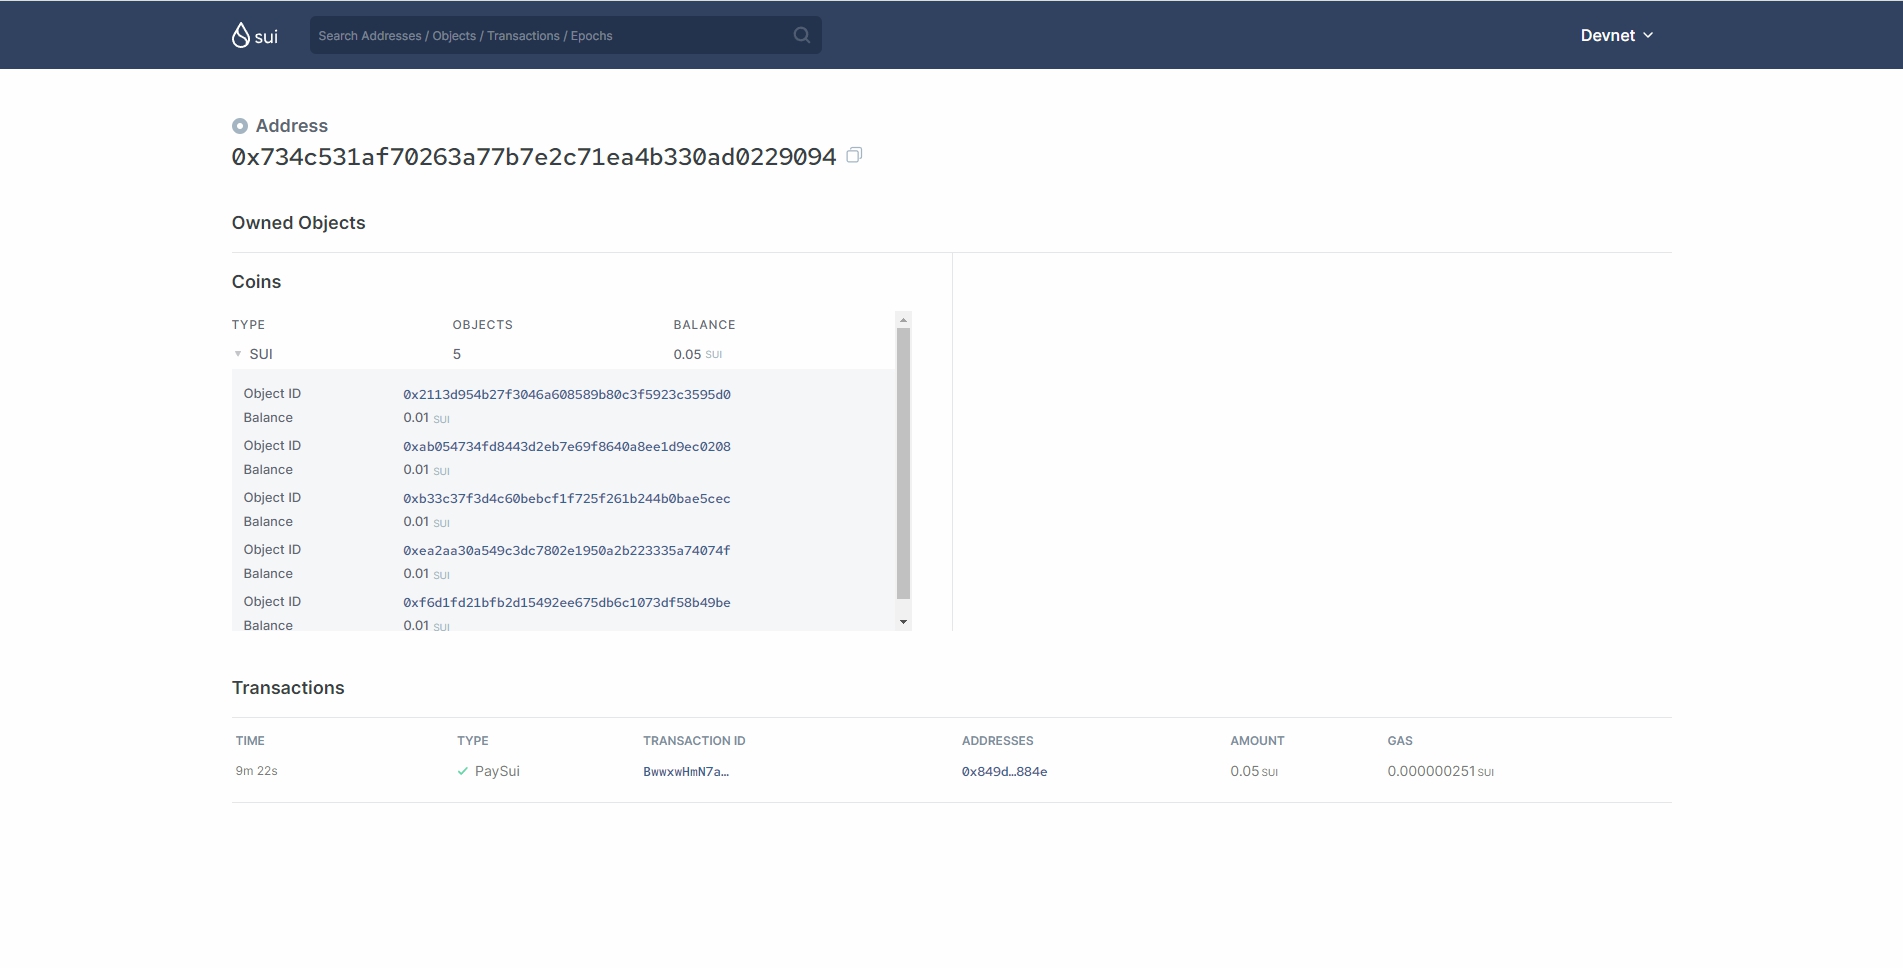 sui
Search Addresses / Objects / Transactions / Epochs
Devnet
Address
0x734c531af70263a77b7e2c71ea4b330ad0229094
Owned Objects
Coins
TYPE OBJECTS BALANCE
SUI 5 0.05 SUI
Object ID 0x2113d954b27f3046a608589b80c3f5923c3595d0
Balance 0.01 SUI
Object ID 0xab054734fd8443d2eb7e69f8640a8ee1d9ec0208
Balance 0.01 SUI
Object ID 0xb33c37f3d4c60bebcf1f725f261b244b0bae5cec
Balance 0.01 SUI
Object ID 0xea2aa30a549c3dc7802e1950a2b223335a74074f
Balance 0.01 SUI
Object ID 0xf6d1fd21bfb2d15492ee675db6c1073df58b49be
Balance 0.01 SUI
Transactions
TIME TYPE TRANSACTION ID ADDRESSES AMOUNT GAS
9m 22s PaySui BwwxwHmN7a… 0x849d…884e 0.05 SUI 0.000000251 SUI